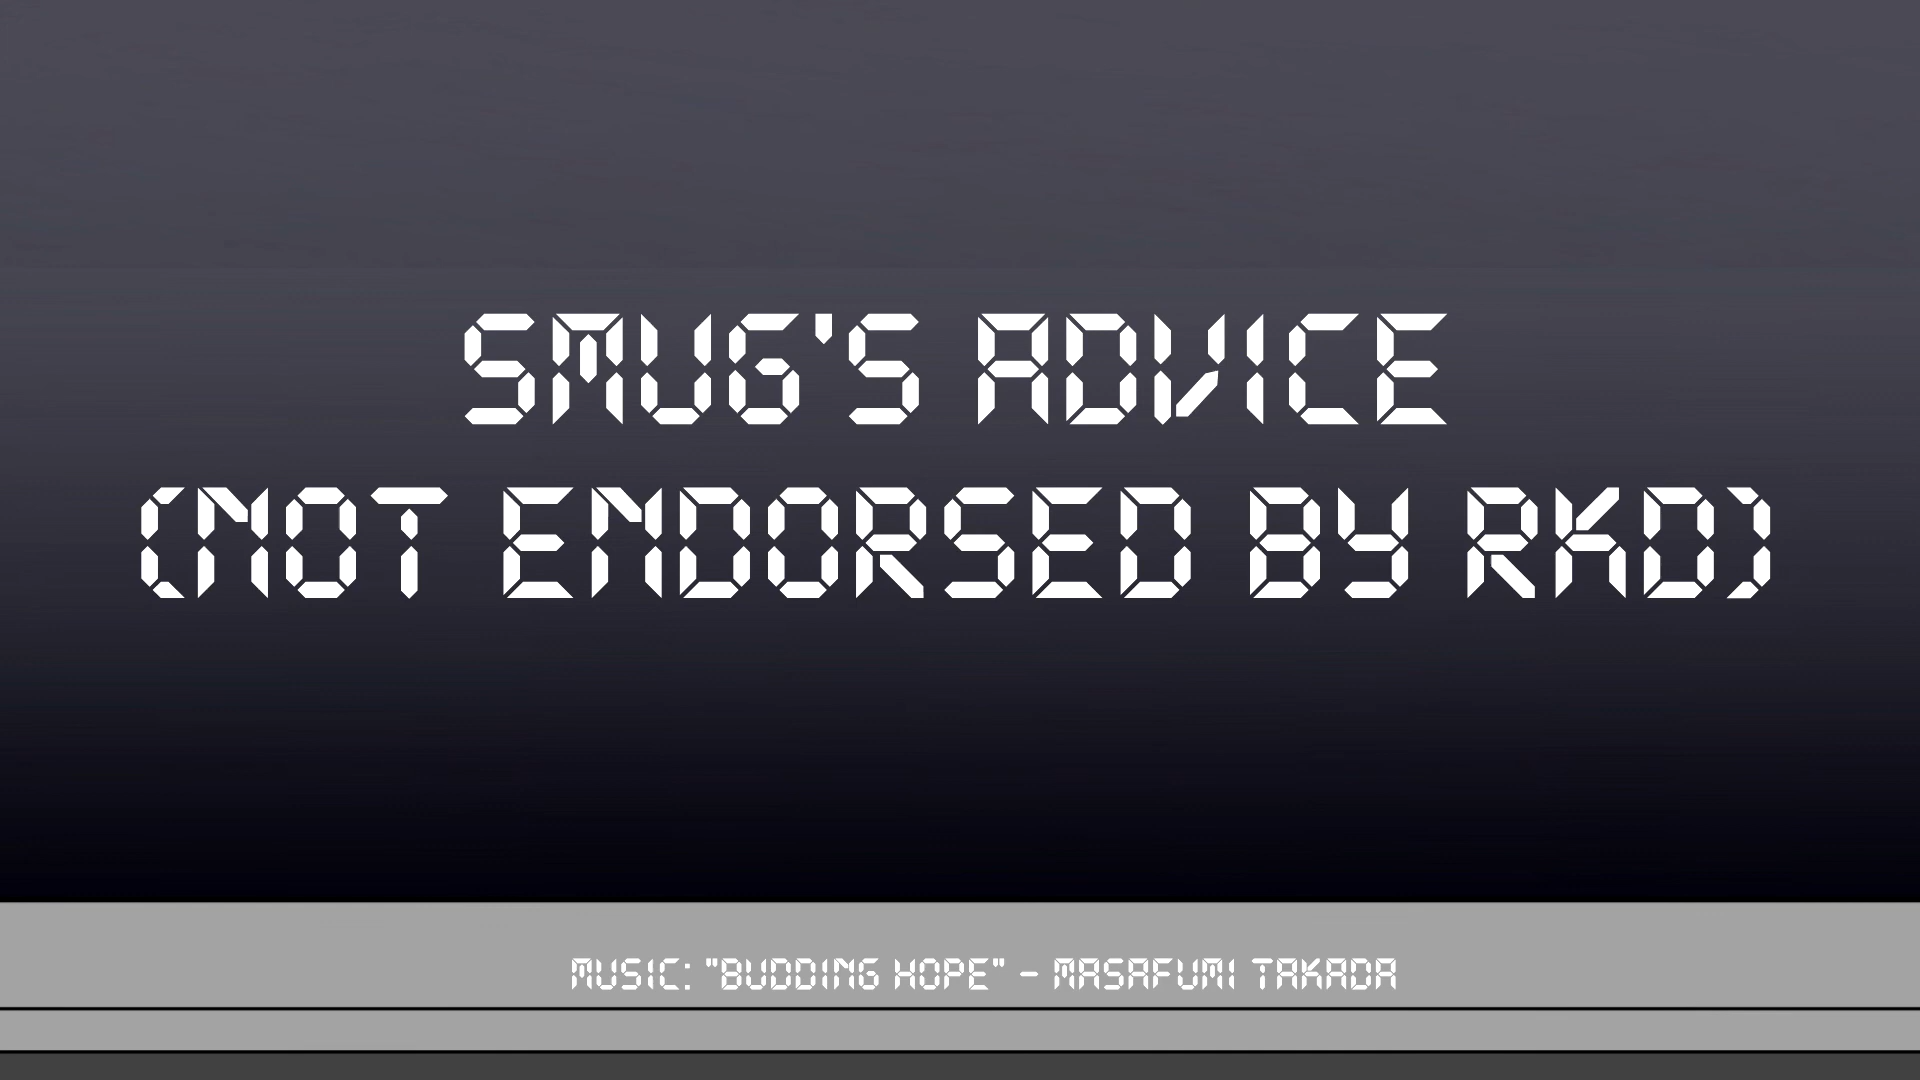 SMUG'S ADVICE
(NOT ENDORSED BY RKD)
MUSIC: "BUDDING HOPE" - MASAFUMI TAKADA